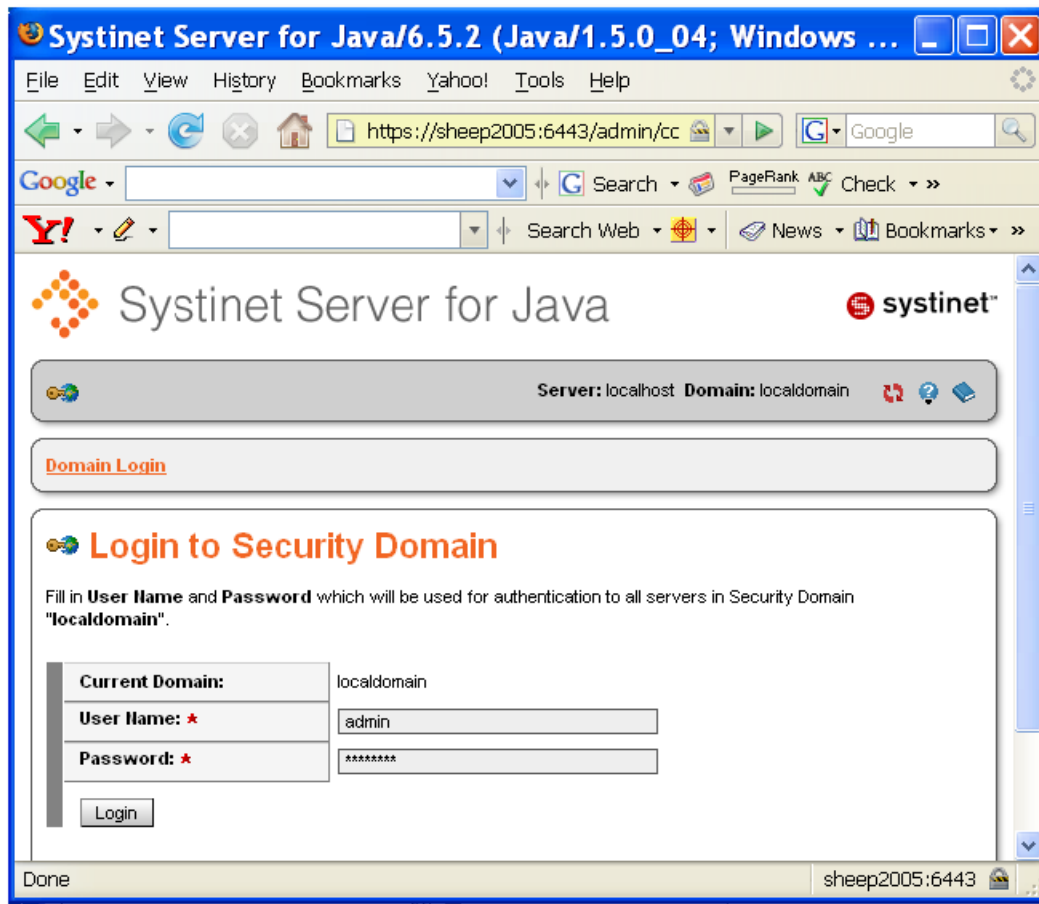 Systinet Server for Java/6.5.2 (Java/1.5.0_04; Windows ...
File Edit View History Bookmarks Yahoo! Tools Help
https://sheep2005:6443/admin/cc G Google
Google G Search PageRank ABC Check »
Y! Search Web News Bookmarks »
Systinet Server for Java systinet™
Server: localhost Domain: localdomain
Domain Login
Login to Security Domain
Fill in User Name and Password which will be used for authentication to all servers in Security Domain
"localdomain".
Current Domain: localdomain
User Name: * admin
Password: * ********
Login
Done sheep2005:6443